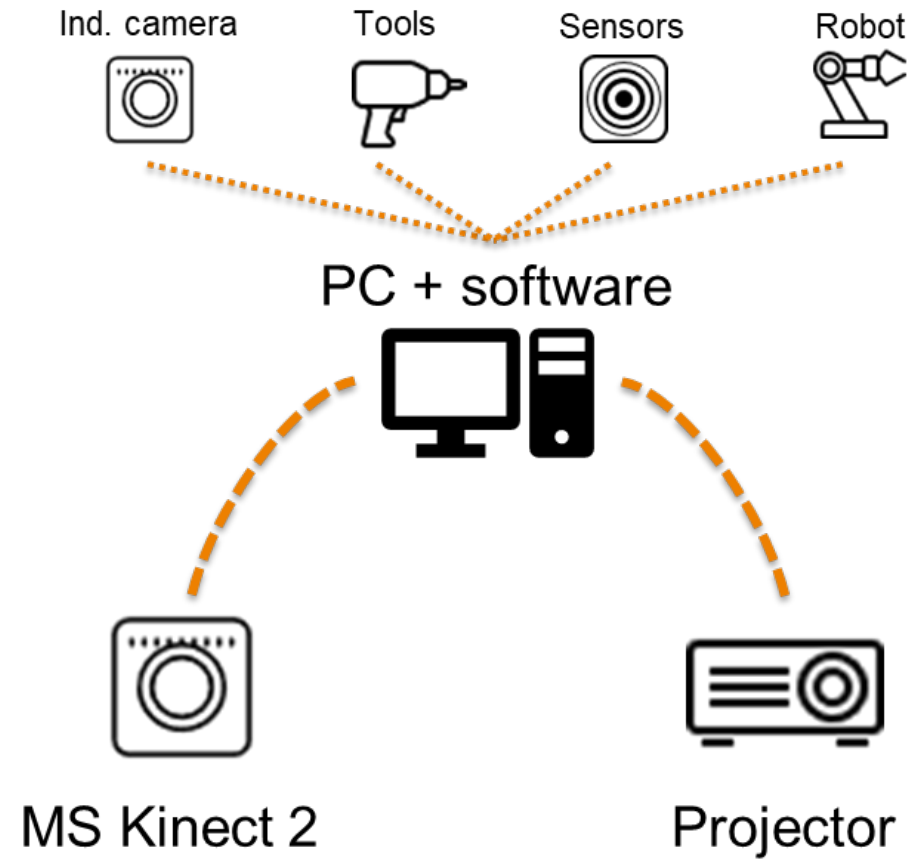 Ind. camera
Tools
Sensors
Robot
PC + software
MS Kinect 2
Projector